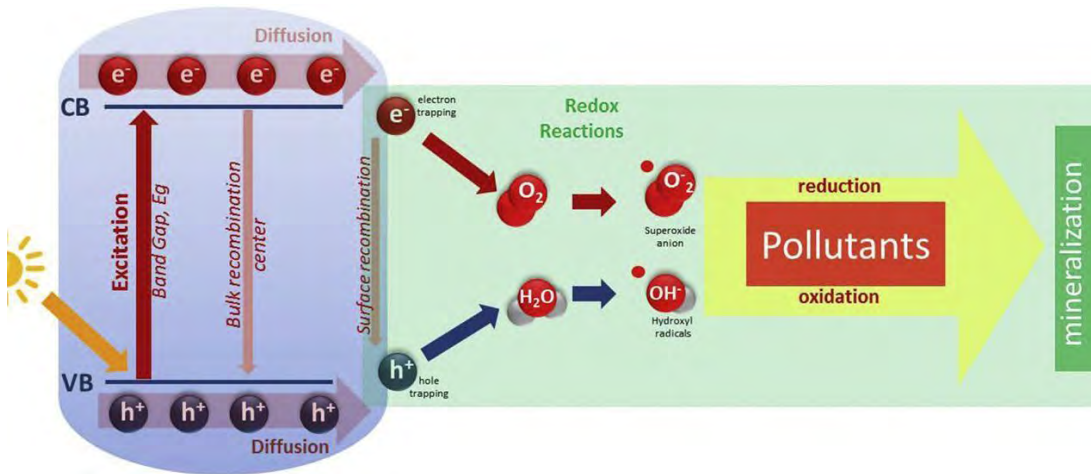 Diffusion
e⁻ e⁻ e⁻ e⁻
CB
Excitation
Band Gap, Eg
Bulk recombination
center
Surface recombination
VB
h⁺ h⁺ h⁺ h⁺
Diffusion
e⁻
electron
trapping
h⁺
hole
trapping
Redox
Reactions
O₂
O⁻₂
Superoxide
anion
H₂O
OH⁻
Hydroxyl
radicals
reduction
Pollutants
oxidation
mineralization